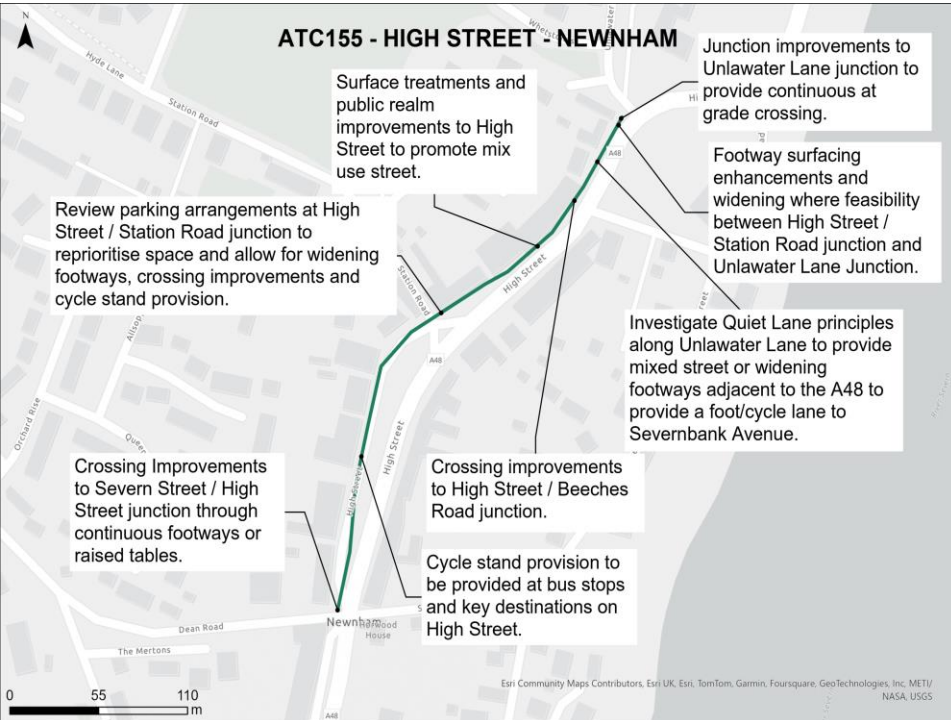 N
ATC155 - HIGH STREET - NEWNHAM
Junction improvements to
Unlawater Lane junction to
provide continuous at
grade crossing.
Surface treatments and
public realm
improvements to High
Street to promote mix
use street.
Footway surfacing
enhancements and
widening where feasibility
between High Street /
Station Road junction and
Unlawater Lane Junction.
Review parking arrangements at High
Street / Station Road junction to
reprioritise space and allow for widening
footways, crossing improvements and
cycle stand provision.
Investigate Quiet Lane principles
along Unlawater Lane to provide
mixed street or widening
footways adjacent to the A48 to
provide a foot/cycle lane to
Severnbank Avenue.
Crossing Improvements
to Severn Street / High
Street junction through
continuous footways or
raised tables.
Crossing improvements
to High Street / Beeches
Road junction.
Cycle stand provision to
be provided at bus stops
and key destinations on
High Street.
Hyde Lane
Station Road
A48
High Street
Station Road
A48
Orchard Rise
High Street
High Street
Newnham
House
Dean Road
The Mertons
A48
0 55 110
m
Esri Community Maps Contributors, Esri UK, Esri, TomTom, Garmin, Foursquare, GeoTechnologies, Inc, METI/
NASA, USGS